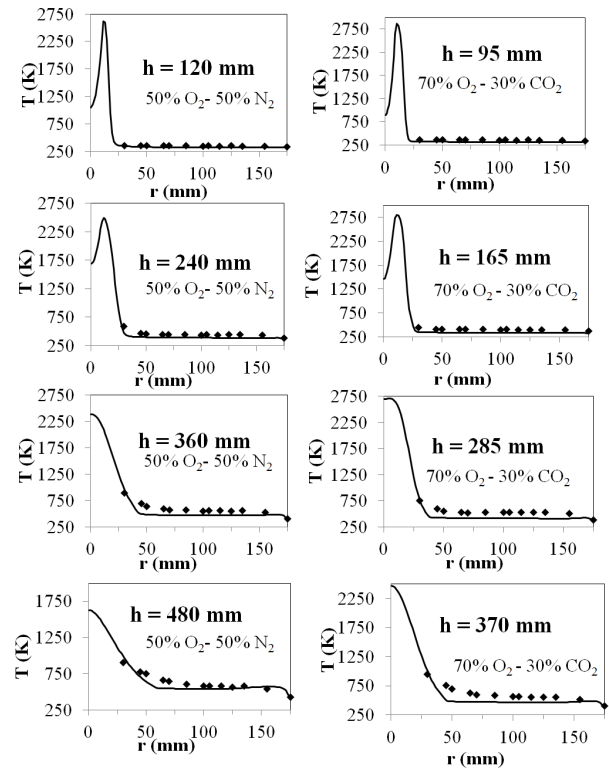 T (K)
2750
2250
1750
1250
750
250
h = 120 mm
50% O2- 50% N2
0 50 100 150
r (mm)
T (K)
2750
2250
1750
1250
750
250
h = 95 mm
70% O2 - 30% CO2
0 50 100 150
r (mm)
T (K)
2750
2250
1750
1250
750
250
h = 240 mm
50% O2- 50% N2
0 50 100 150
r (mm)
T (K)
2750
2250
1750
1250
750
250
h = 165 mm
70% O2 - 30% CO2
0 50 100 150
r (mm)
T (K)
2750
2250
1750
1250
750
250
h = 360 mm
50% O2- 50% N2
0 50 100 150
r (mm)
T (K)
2750
2250
1750
1250
750
250
h = 285 mm
70% O2 - 30% CO2
0 50 100 150
r (mm)
T (K)
1750
1250
750
250
h = 480 mm
50% O2- 50% N2
0 50 100 150
r (mm)
T (K)
2250
1750
1250
750
250
h = 370 mm
70% O2 - 30% CO2
0 50 100 150
r (mm)